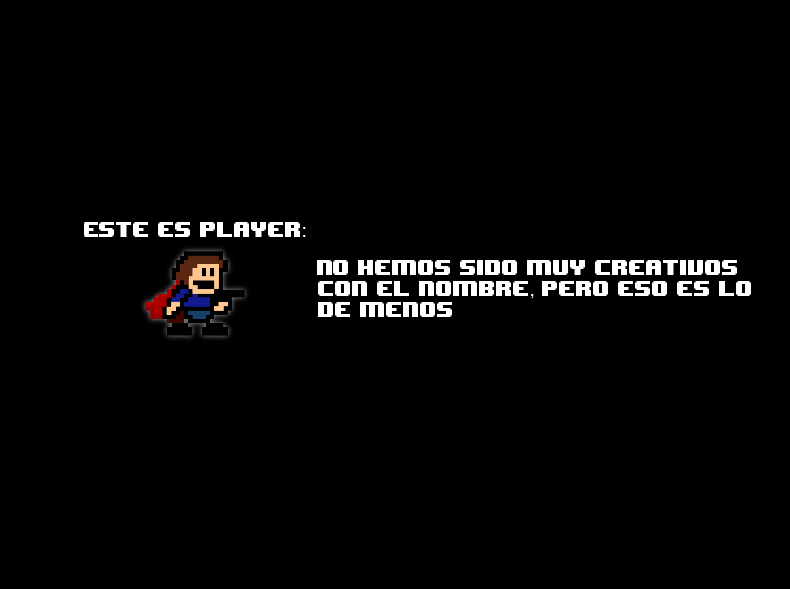 ESTE ES PLAYER:
NO HEMOS SIDO MUY CREATIVOS
CON EL NOMBRE, PERO ESO ES LO
DE MENOS